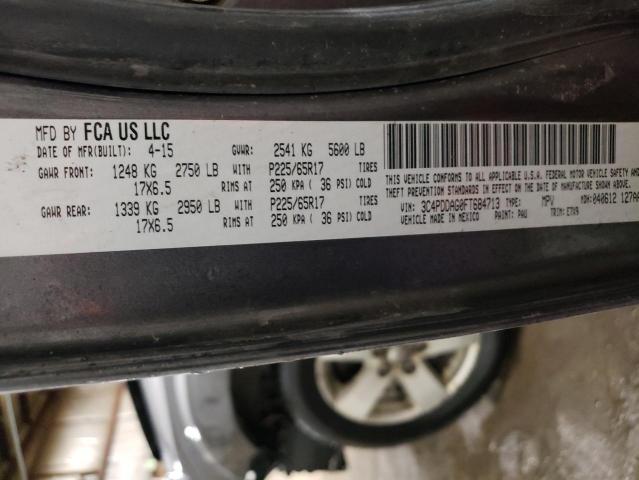 MFD BY FCA US LLC
DATE OF MFR(BUILT): 4-15 GVWR: 2541 KG 5600 LB
GAWR FRONT: 1248 KG 2750 LB WITH P225/65R17 TIRES
17X6.5 RIMS AT 250 KPA ( 36 PSI) COLD
GAWR REAR: 1339 KG 2950 LB WITH P225/65R17 TIRES
17X6.5 RIMS AT 250 KPA ( 36 PSI) COLD
THIS VEHICLE CONFORMS TO ALL APPLICABLE U.S.A. FEDERAL MOTOR VEHICLE SAFETY AND
THEFT PREVENTION STANDARDS IN EFFECT ON THE DATE OF MANUFACTURE SHOWN ABOVE.
VIN: 3C4PDDAG0FT684713 TYPE: MPV MDH: 040612 127AA
VEHICLE MADE IN MEXICO PAINT: PAU TRIM: